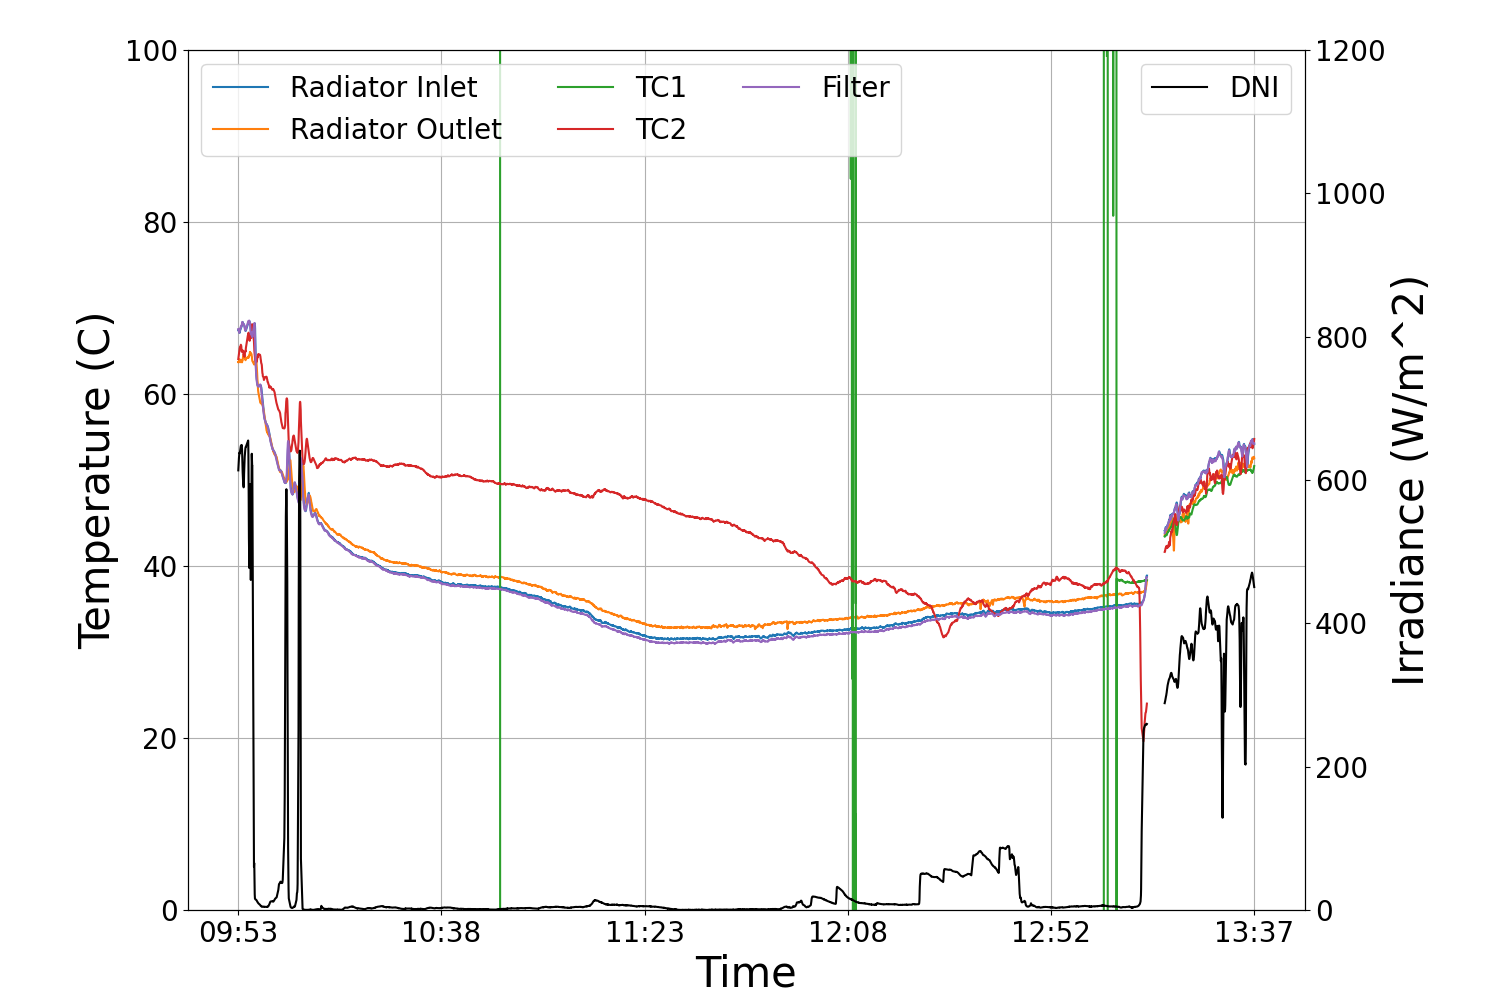 100
80
60
40
20
0
Temperature (C)
Radiator Inlet
Radiator Outlet
TC1
TC2
Filter
DNI
1200
1000
800
600
400
200
0
Irradiance (W/m^2)
09:53
10:38
11:23
12:08
12:52
13:37
Time